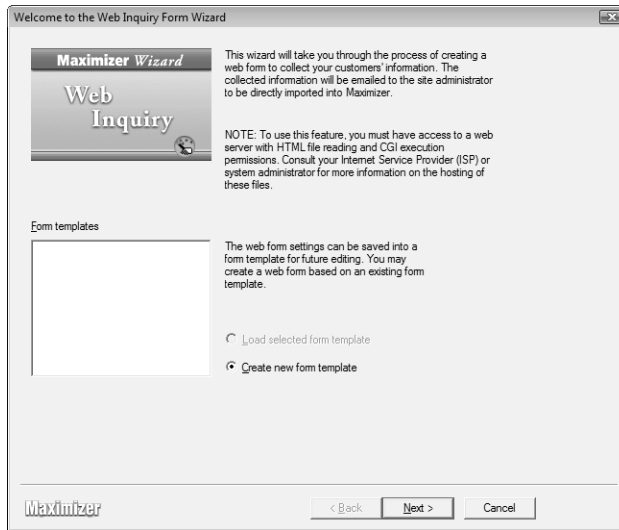 Welcome to the Web Inquiry Form Wizard
Maximizer Wizard
Web
Inquiry
This wizard will take you through the process of creating a
web form to collect your customers' information. The
collected information will be emailed to the site administrator
to be directly imported into Maximizer.
NOTE: To use this feature, you must have access to a web
server with HTML file reading and CGI execution
permissions. Consult your Internet Service Provider (ISP) or
system administrator for more information on the hosting of
these files.
Form templates
The web form settings can be saved into a
form template for future editing. You may
create a web form based on an existing form
template.
Load selected form template
Create new form template
Maximizer
< Back
Next >
Cancel